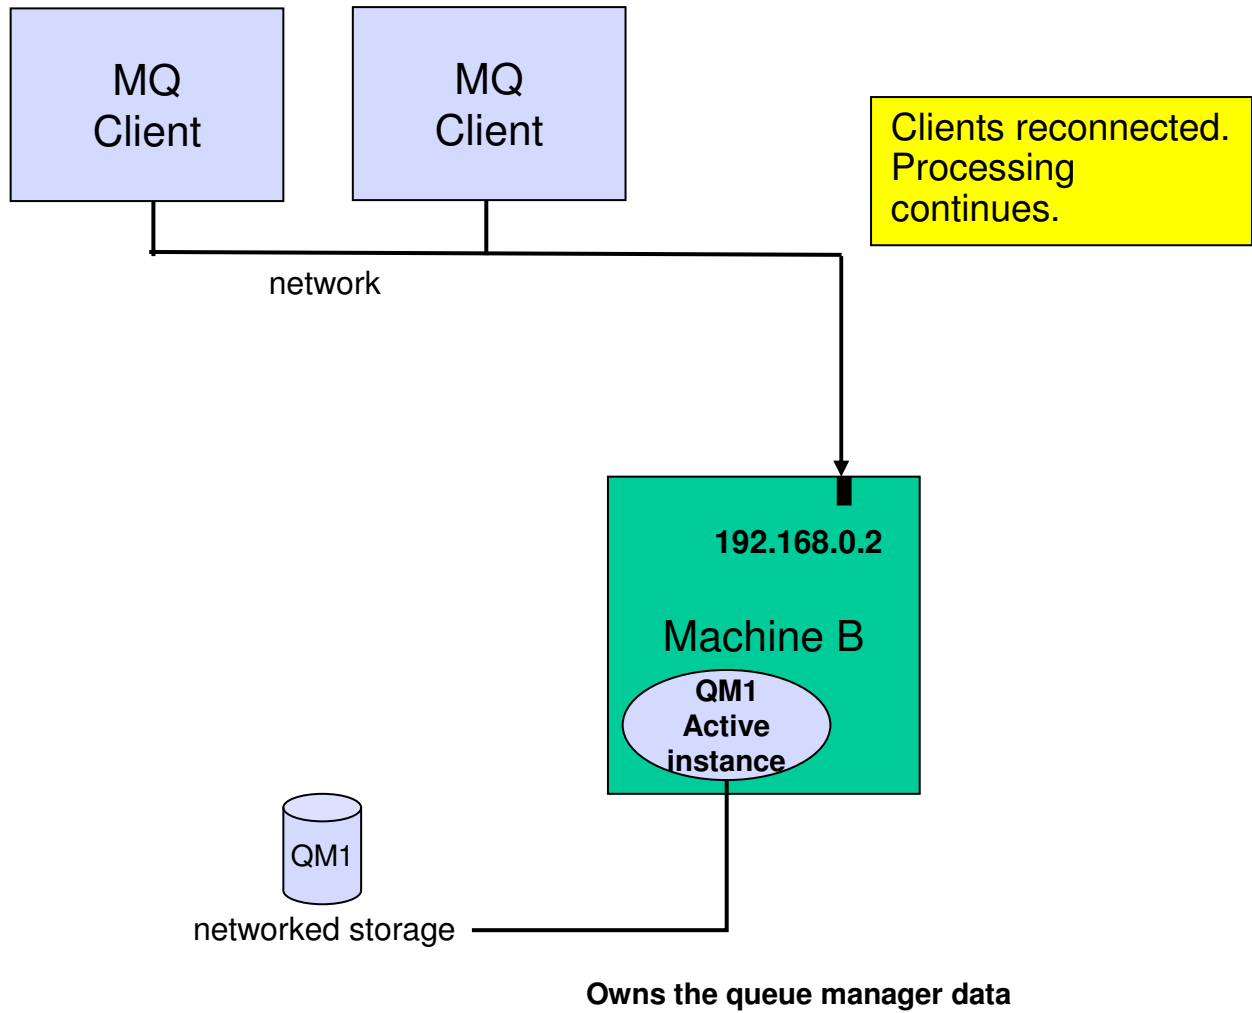 MQ
Client
MQ
Client
Clients reconnected.
Processing
continues.
network
192.168.0.2
Machine B
QM1
Active
instance
QM1
networked storage
Owns the queue manager data